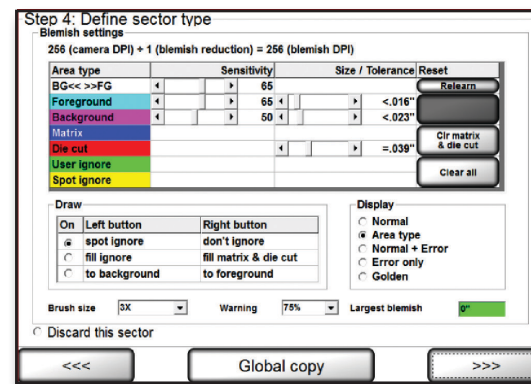 Step 4: Define sector type
Blemish settings
256 (camera DPI) ÷ 1 (blemish reduction) = 256 (blemish DPI)
Area type Sensitivity Size / Tolerance Reset
BG<< >>FG 65 Relearn
Foreground 65 <.016"
Background 50 <.023"
Matrix Clr matrix
Die cut =.039" & die cut
User ignore Clear all
Spot ignore
Draw Display
On Left button Right button
spot ignore don't ignore
fill ignore fill matrix & die cut
to background to foreground
Normal
Area type
Normal + Error
Error only
Golden
Brush size 3X Warning 75% Largest blemish 0"
Discard this sector
<<< Global copy >>>